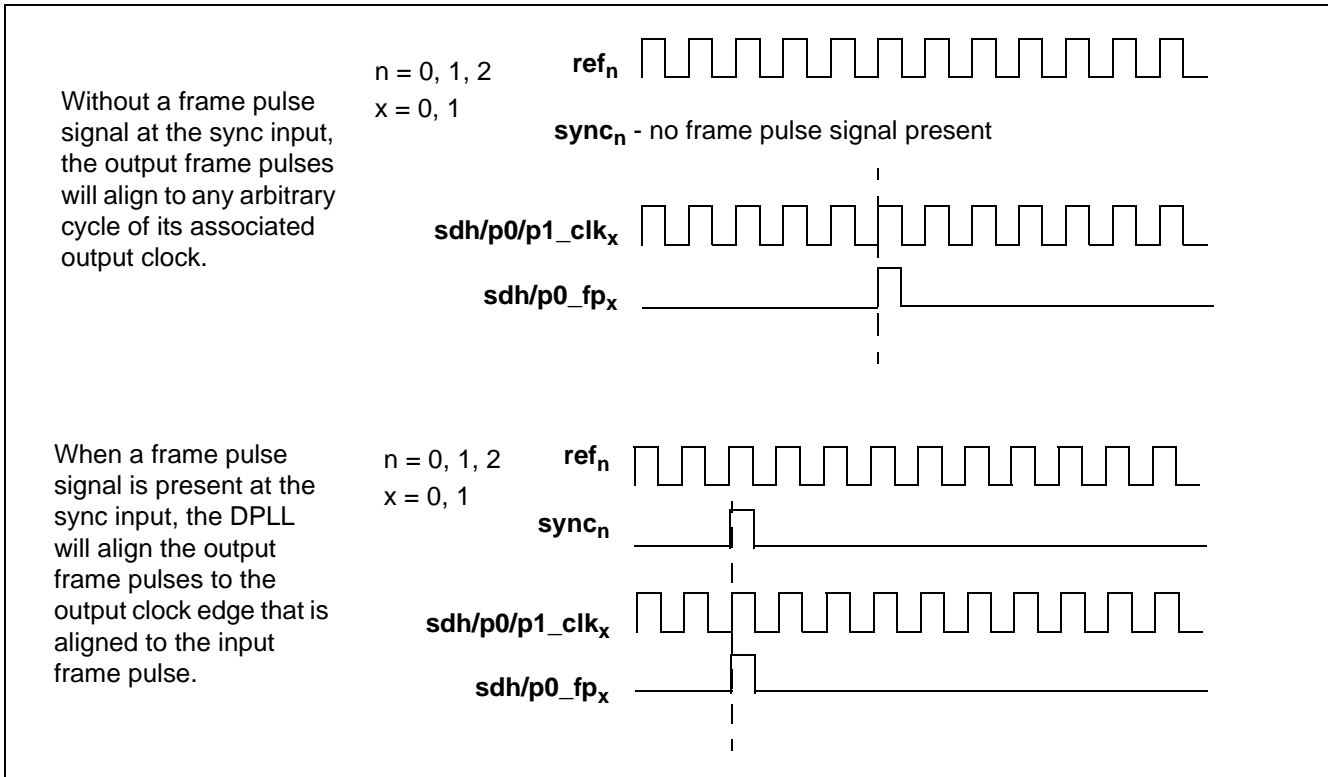 Without a frame pulse
signal at the sync input,
the output frame pulses
will align to any arbitrary
cycle of its associated
output clock.
n = 0, 1, 2
x = 0, 1
refn
syncn - no frame pulse signal present
sdh/p0/p1_clkx
sdh/p0_fpx
When a frame pulse
signal is present at the
sync input, the DPLL
will align the output
frame pulses to the
output clock edge that is
aligned to the input
frame pulse.
n = 0, 1, 2
x = 0, 1
refn
syncn
sdh/p0/p1_clkx
sdh/p0_fpx